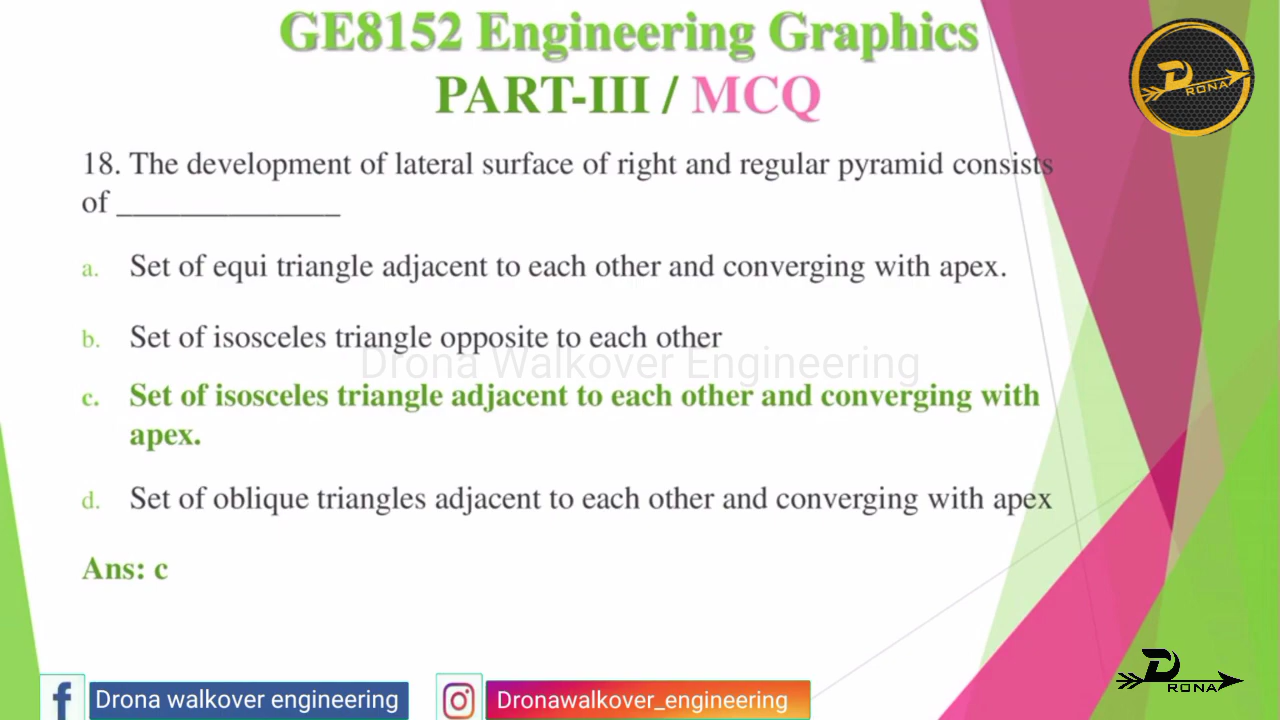 GE8152 Engineering Graphics
PART-III / MCQ
DRONA
18. The development of lateral surface of right and regular pyramid consists
of ______________
a. Set of equi triangle adjacent to each other and converging with apex.
b. Set of isosceles triangle opposite to each other
Drona Walkover Engineering
c. Set of isosceles triangle adjacent to each other and converging with
apex.
d. Set of oblique triangles adjacent to each other and converging with apex
Ans: c
DRONA
f Drona walkover engineering
Dronawalkover_engineering